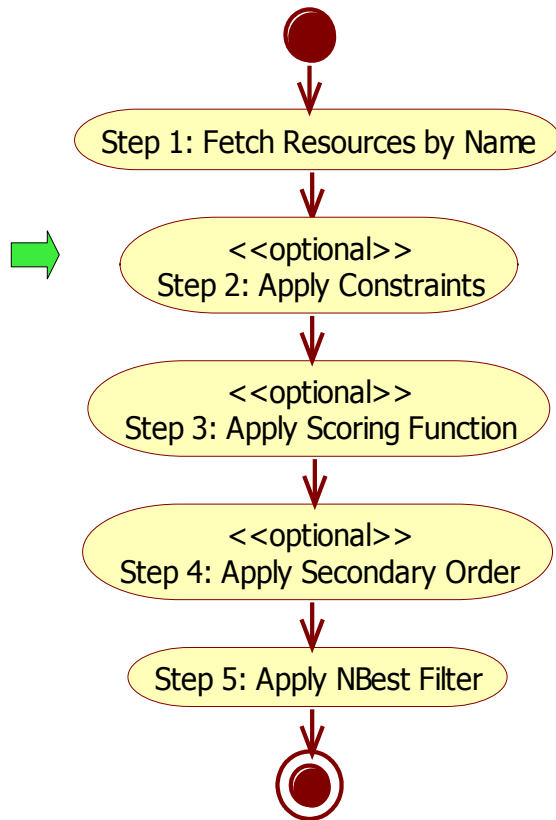 Step 1: Fetch Resources by Name
<<optional>>
Step 2: Apply Constraints
<<optional>>
Step 3: Apply Scoring Function
<<optional>>
Step 4: Apply Secondary Order
Step 5: Apply NBest Filter